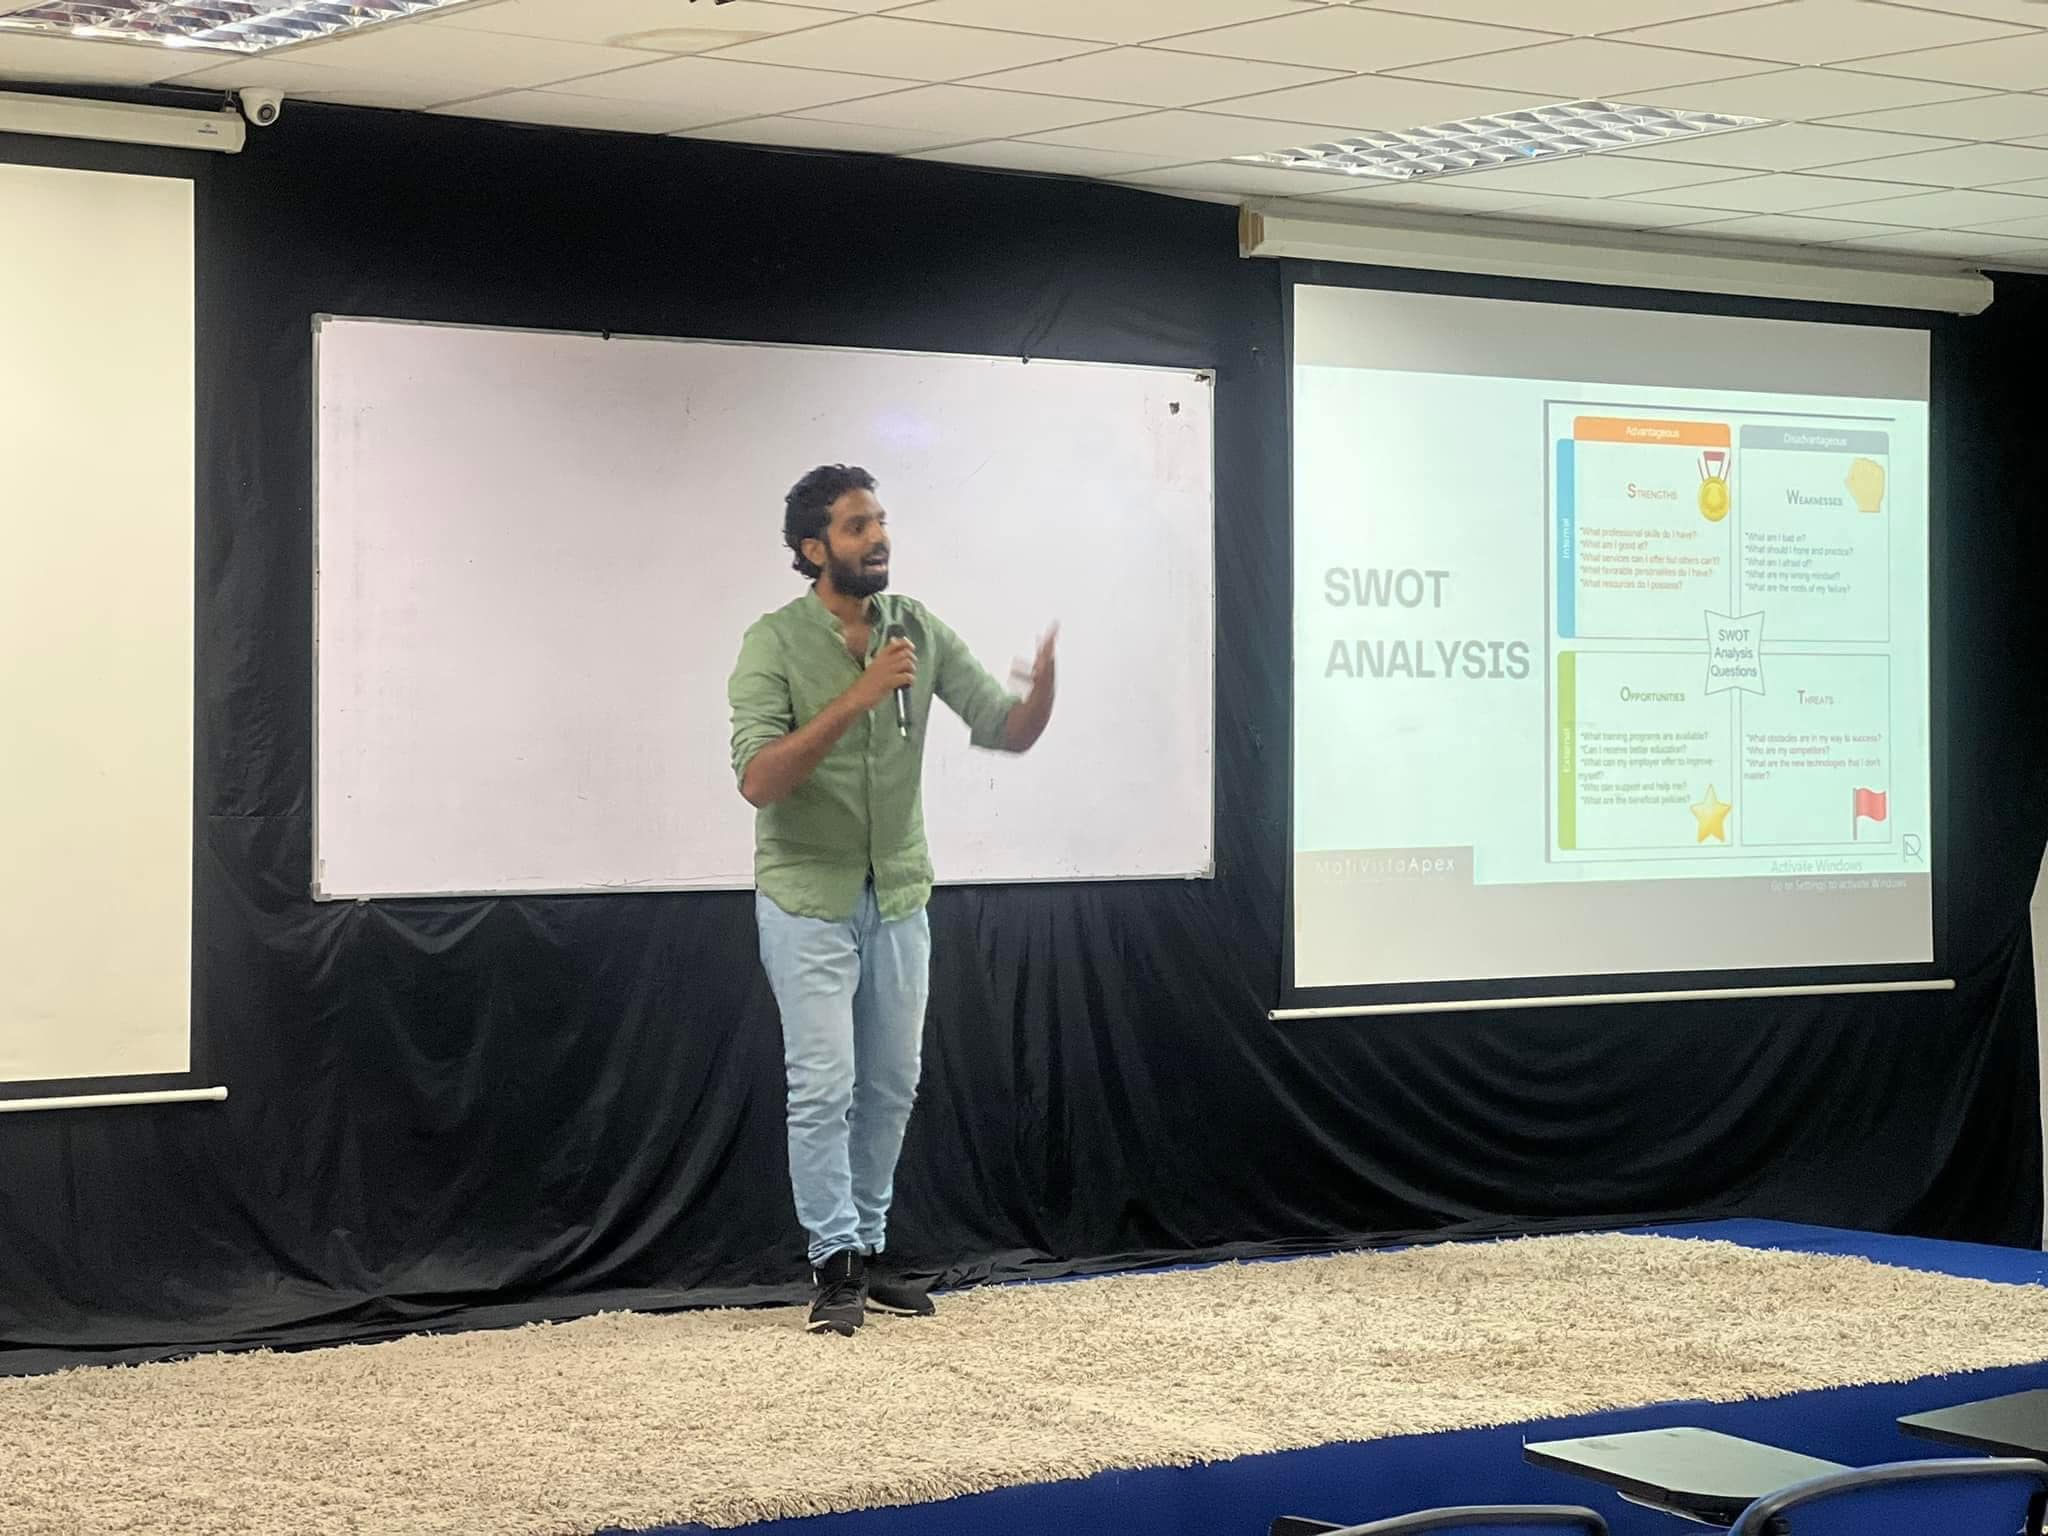 SWOT
ANALYSIS
Advantageous
Disadvantageous
Internal
STRENGTHS
*What professional skills do I have?
*What am I good at?
*What services can I offer but others can't?
*What favorable personalities do I have?
*What resources do I possess?
WEAKNESSES
*What am I bad in?
*What should I hone and practice?
*What am I afraid of?
*What are my wrong mindset?
*What are the roots of my failure?
SWOT
Analysis
Questions
External
OPPORTUNITIES
*What training programs are available?
*Can I receive better education?
*What can my employer offer to improve
myself?
*Who can support and help me?
*What are the beneficial policies?
THREATS
*What obstacles are in my way to success?
*Who are my competitors?
*What are the new technologies that I don't
master?
MotiVistaApex
Activate Windows
Go to Settings to activate Windows